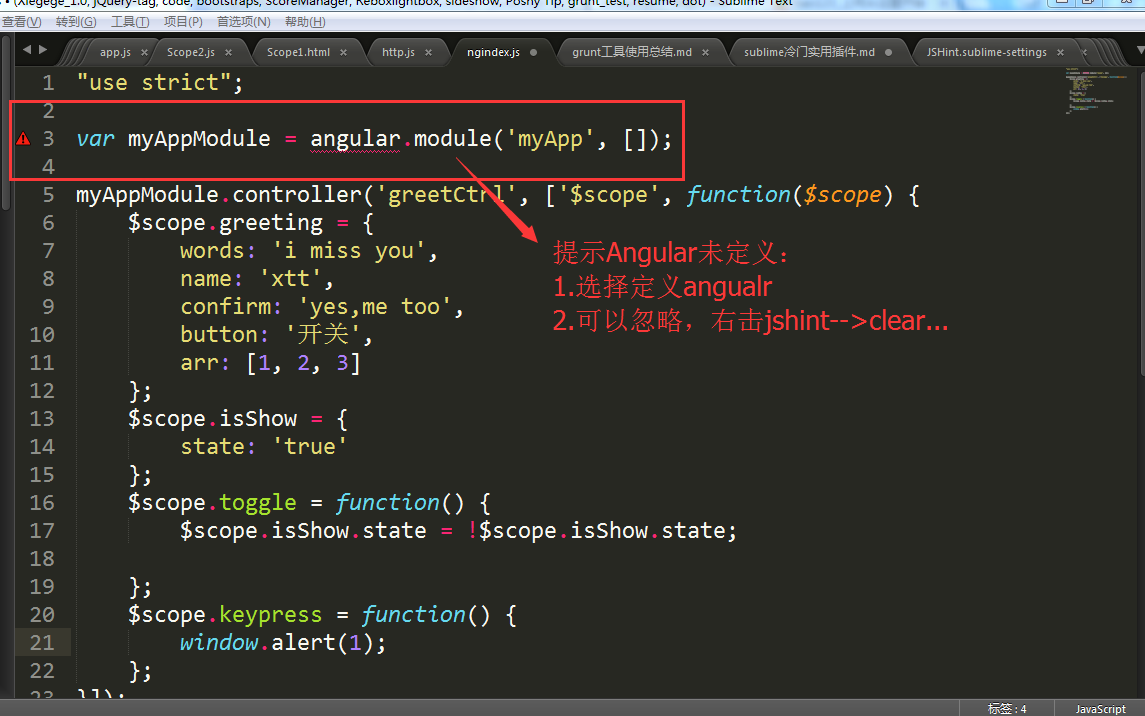 (Xiegege_1.0, jQuery-tag, code, bootstraps, ScoreManager, Reboxlightbox, sideshow, Poshy Tip, grunt_test, resume, dot) - Sublime Text
查看(V) 转到(G) 工具(T) 项目(P) 首选项(N) 帮助(H)
app.js × Scope2.js × Scope1.html × http.js × ngindex.js grunt工具使用总结.md × sublime冷门实用插件.md JSHint.sublime-settings ×
1 "use strict";
2
3 var myAppModule = angular.module('myApp', []);
4
5 myAppModule.controller('greetCtrl', ['$scope', function($scope) {
6 $scope.greeting = {
7 words: 'i miss you',
8 name: 'xtt',
9 confirm: 'yes,me too',
10 button: '开关',
11 arr: [1, 2, 3]
12 };
13 $scope.isShow = {
14 state: 'true'
15 };
16 $scope.toggle = function() {
17 $scope.isShow.state = !$scope.isShow.state;
18
19 };
20 $scope.keypress = function() {
21 window.alert(1);
22 };
23 }]);
提示Angular未定义：
1.选择定义angualr
2.可以忽略，右击jshint-->clear...
标签 : 4 JavaScript